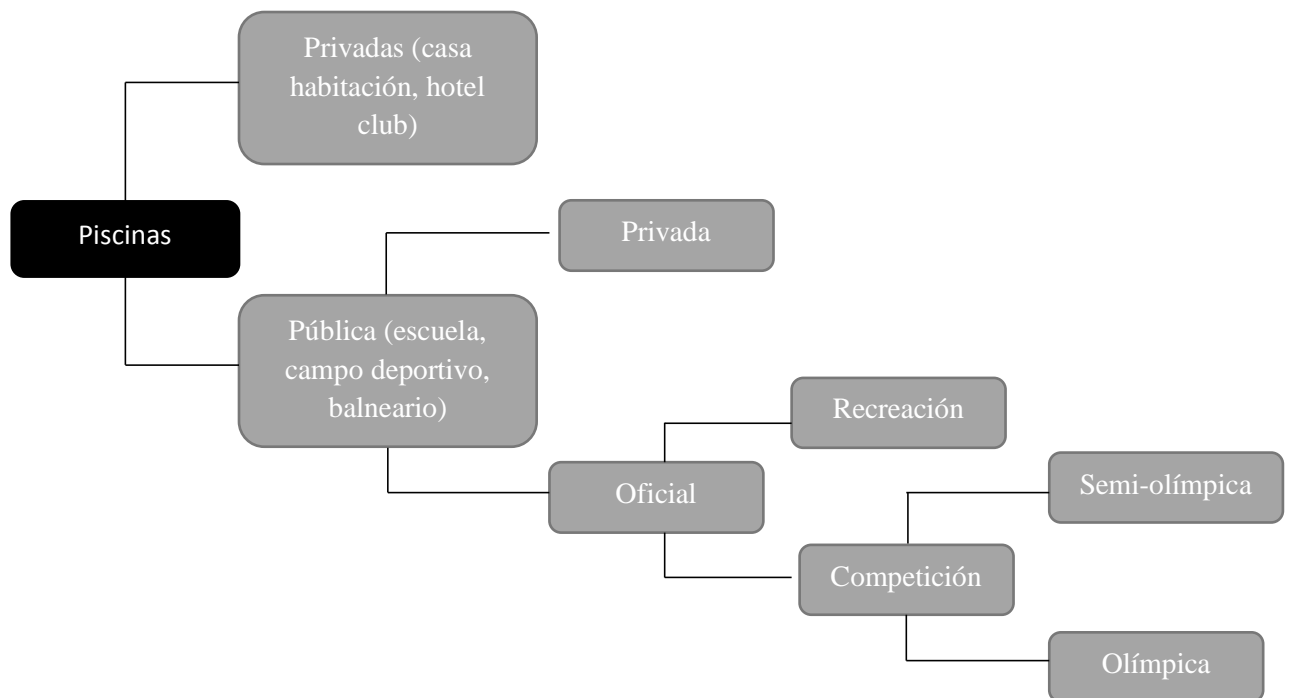 Privadas (casa
habitación, hotel
club)
Piscinas
Privada
Pública (escuela,
campo deportivo,
balneario)
Recreación
Oficial
Semi-olímpica
Competición
Olímpica